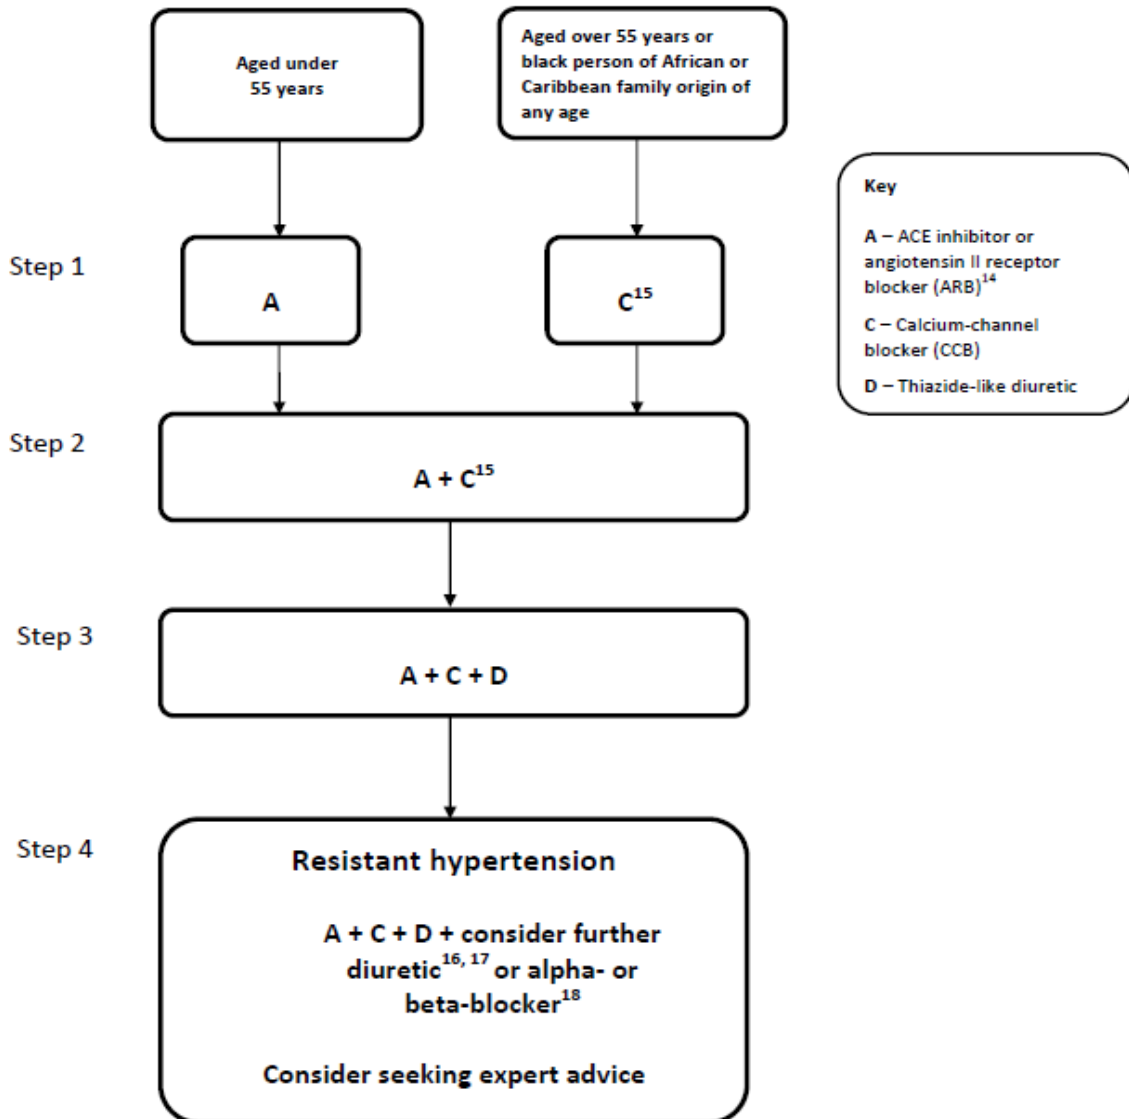 Aged under
55 years
Aged over 55 years or
black person of African or
Caribbean family origin of
any age
Key
A – ACE inhibitor or
angiotensin II receptor
blocker (ARB)14
C – Calcium-channel
blocker (CCB)
D – Thiazide-like diuretic
Step 1
A
C15
Step 2
A + C15
Step 3
A + C + D
Step 4
Resistant hypertension
A + C + D + consider further
diuretic16, 17 or alpha- or
beta-blocker18
Consider seeking expert advice